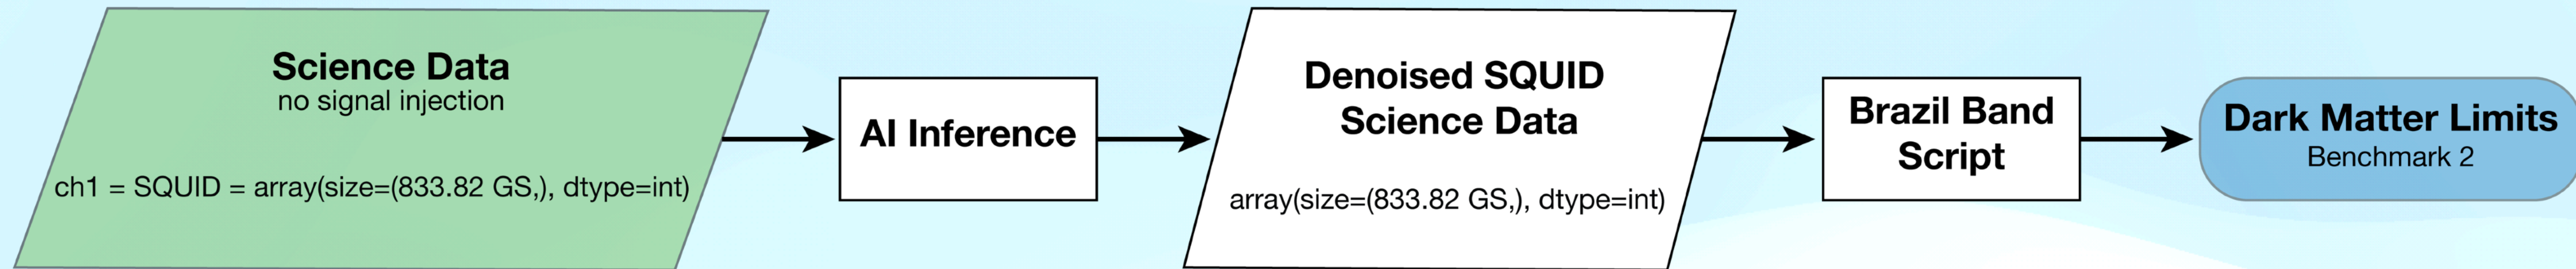 Science Data
no signal injection
ch1 = SQUID = array(size=(833.82 GS,), dtype=int)
AI Inference
Denoised SQUID
Science Data
array(size=(833.82 GS,), dtype=int)
Brazil Band
Script
Dark Matter Limits
Benchmark 2